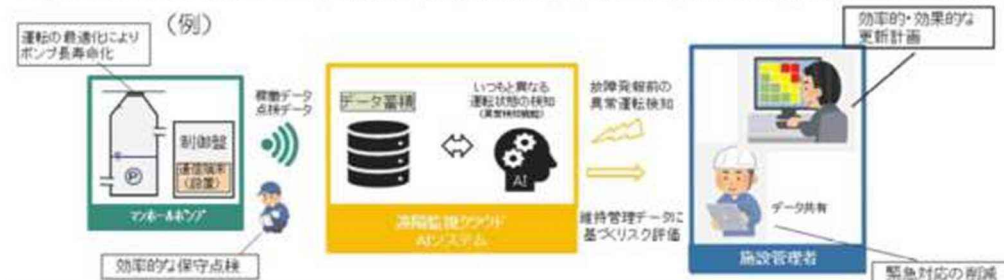 (例)
運転の最適化により
ポンプ長寿命化
稼働データ
点検データ
制御盤
通信端末
(設置)
P
マンホールポンプ
効率的な保守点検
データ蓄積
いつもと異なる
運転状態の検知
(異常検知機能)
AI
遠隔監視クラウド
AIシステム
故障発報前の
異常運転検知
維持管理データに
基づくリスク評価
効率的・効果的な
更新計画
データ共有
施設管理者
緊急対応の削減